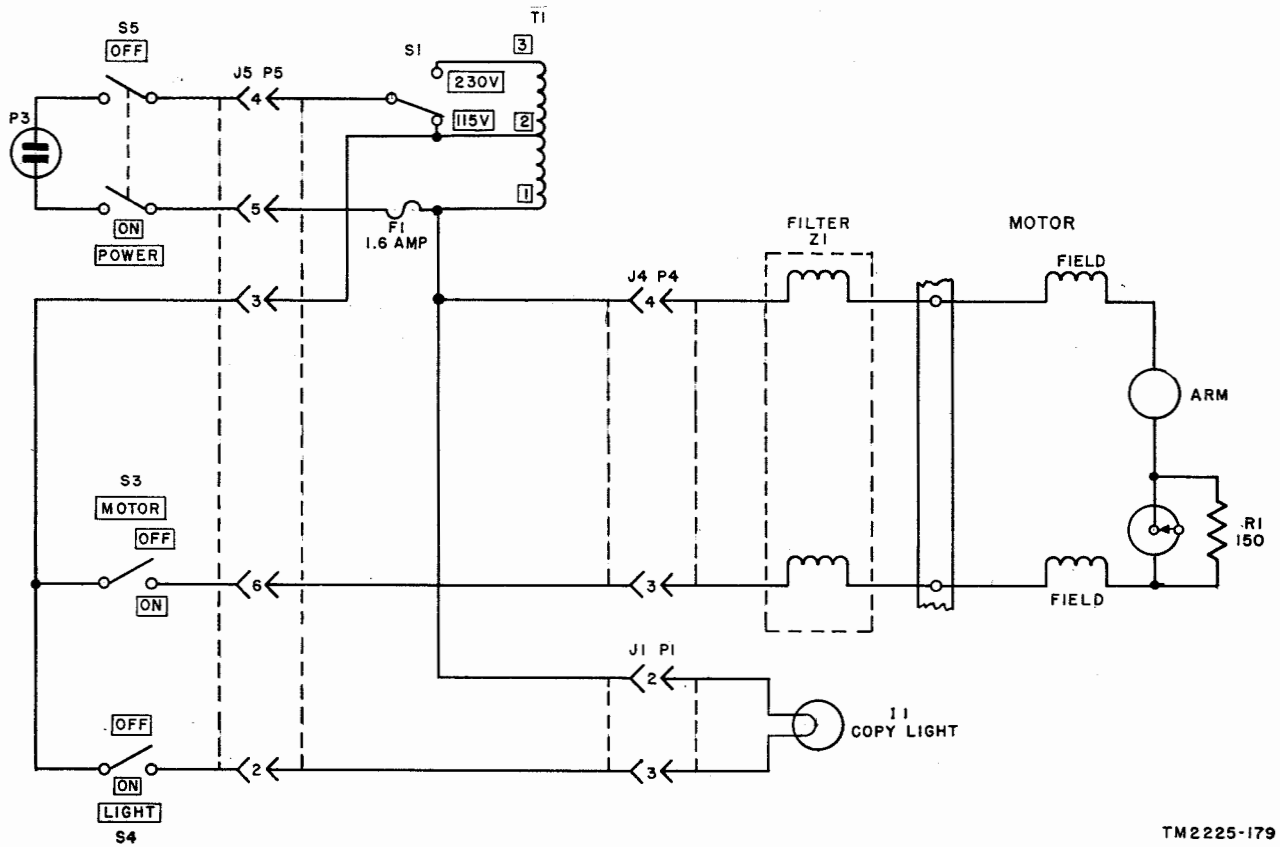 T1
S5
OFF
S1
3
J5 P5
230V
4
P3
115V
2
1
5
ON
POWER
F1
1.6 AMP
FILTER
Z1
MOTOR
FIELD
J4 P4
3
4
ARM
S3
MOTOR
OFF
R1
150
6
3
ON
FIELD
J1 P1
2
OFF
I1
COPY LIGHT
2
3
ON
LIGHT
S4
TM2225-179